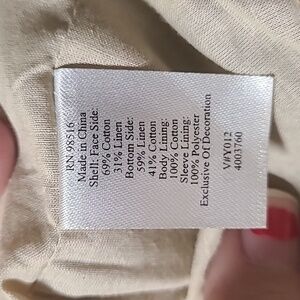 RN 98516
Made in China
Shell: Face Side:
69% Cotton
31% Linen
Bottom Side:
59% Linen
41% Cotton
Body Lining:
100% Cotton
Sleeve Lining:
100% Polyester
Exclusive Of Decoration
V#Y012
4003760